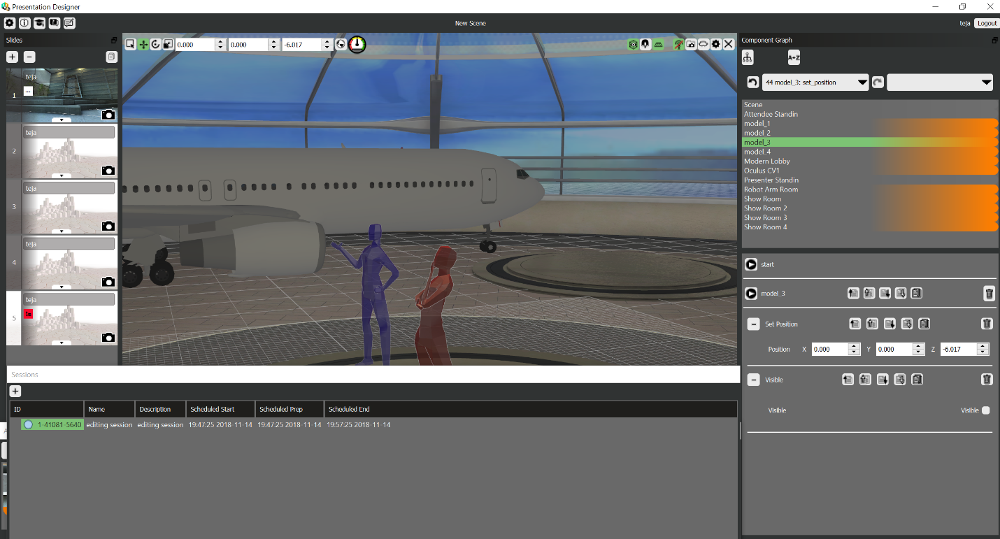 Presentation Designer
New Scene
teja
Logout
Slides
1
teja
--
2
teja
3
teja
4
teja
5
teja
0.000
0.000
-6.017
Component Graph
A↔Z
44 model_3: set_position
Scene
Attendee Standin
model_1
model 2
model_3
model_4
Modern Lobby
Oculus CV1
Presenter Standin
Robot Arm Room
Show Room
Show Room 2
Show Room 3
Show Room 4
start
model_3
Set Position
Position X 0.000 Y 0.000 Z -6.017
Visible
Visible Visible
Sessions
ID Name Description Scheduled Start Scheduled Prep Scheduled End
1-41081-5640 editing session editing session 19:47:25 2018-11-14 19:47:25 2018-11-14 19:57:25 2018-11-14